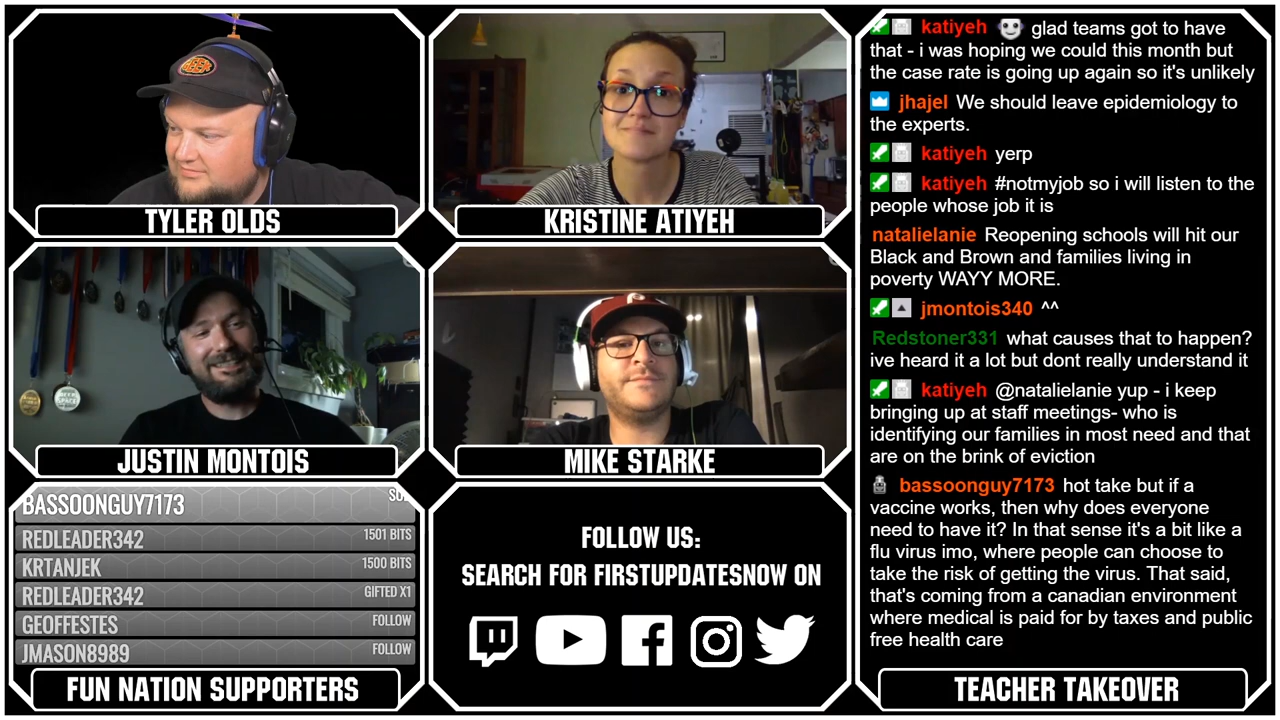 TYLER OLDS
KRISTINE ATIYEH
JUSTIN MONTOIS
MIKE STARKE
BASSOONGUY7173
REDLEADER342 1501 BITS
KRTANJEK 1500 BITS
REDLEADER342 GIFTED X1
GEOFFESTES FOLLOW
JMASON8989 FOLLOW
FUN NATION SUPPORTERS
FOLLOW US:
SEARCH FOR FIRSTUPDATESNOW ON
katiyeh glad teams got to have
that - i was hoping we could this month but
the case rate is going up again so it's unlikely
jhajel We should leave epidemiology to
the experts.
katiyeh yerp
katiyeh #notmyjob so i will listen to the
people whose job it is
natalielanie Reopening schools will hit our
Black and Brown and families living in
poverty WAYY MORE.
jmontois340 ^^
Redstoner331 what causes that to happen?
ive heard it a lot but dont really understand it
katiyeh @natalielanie yup - i keep
bringing up at staff meetings- who is
identifying our families in most need and that
are on the brink of eviction
bassoonguy7173 hot take but if a
vaccine works, then why does everyone
need to have it? In that sense it's a bit like a
flu virus imo, where people can choose to
take the risk of getting the virus. That said,
that's coming from a canadian environment
where medical is paid for by taxes and public
free health care
TEACHER TAKEOVER